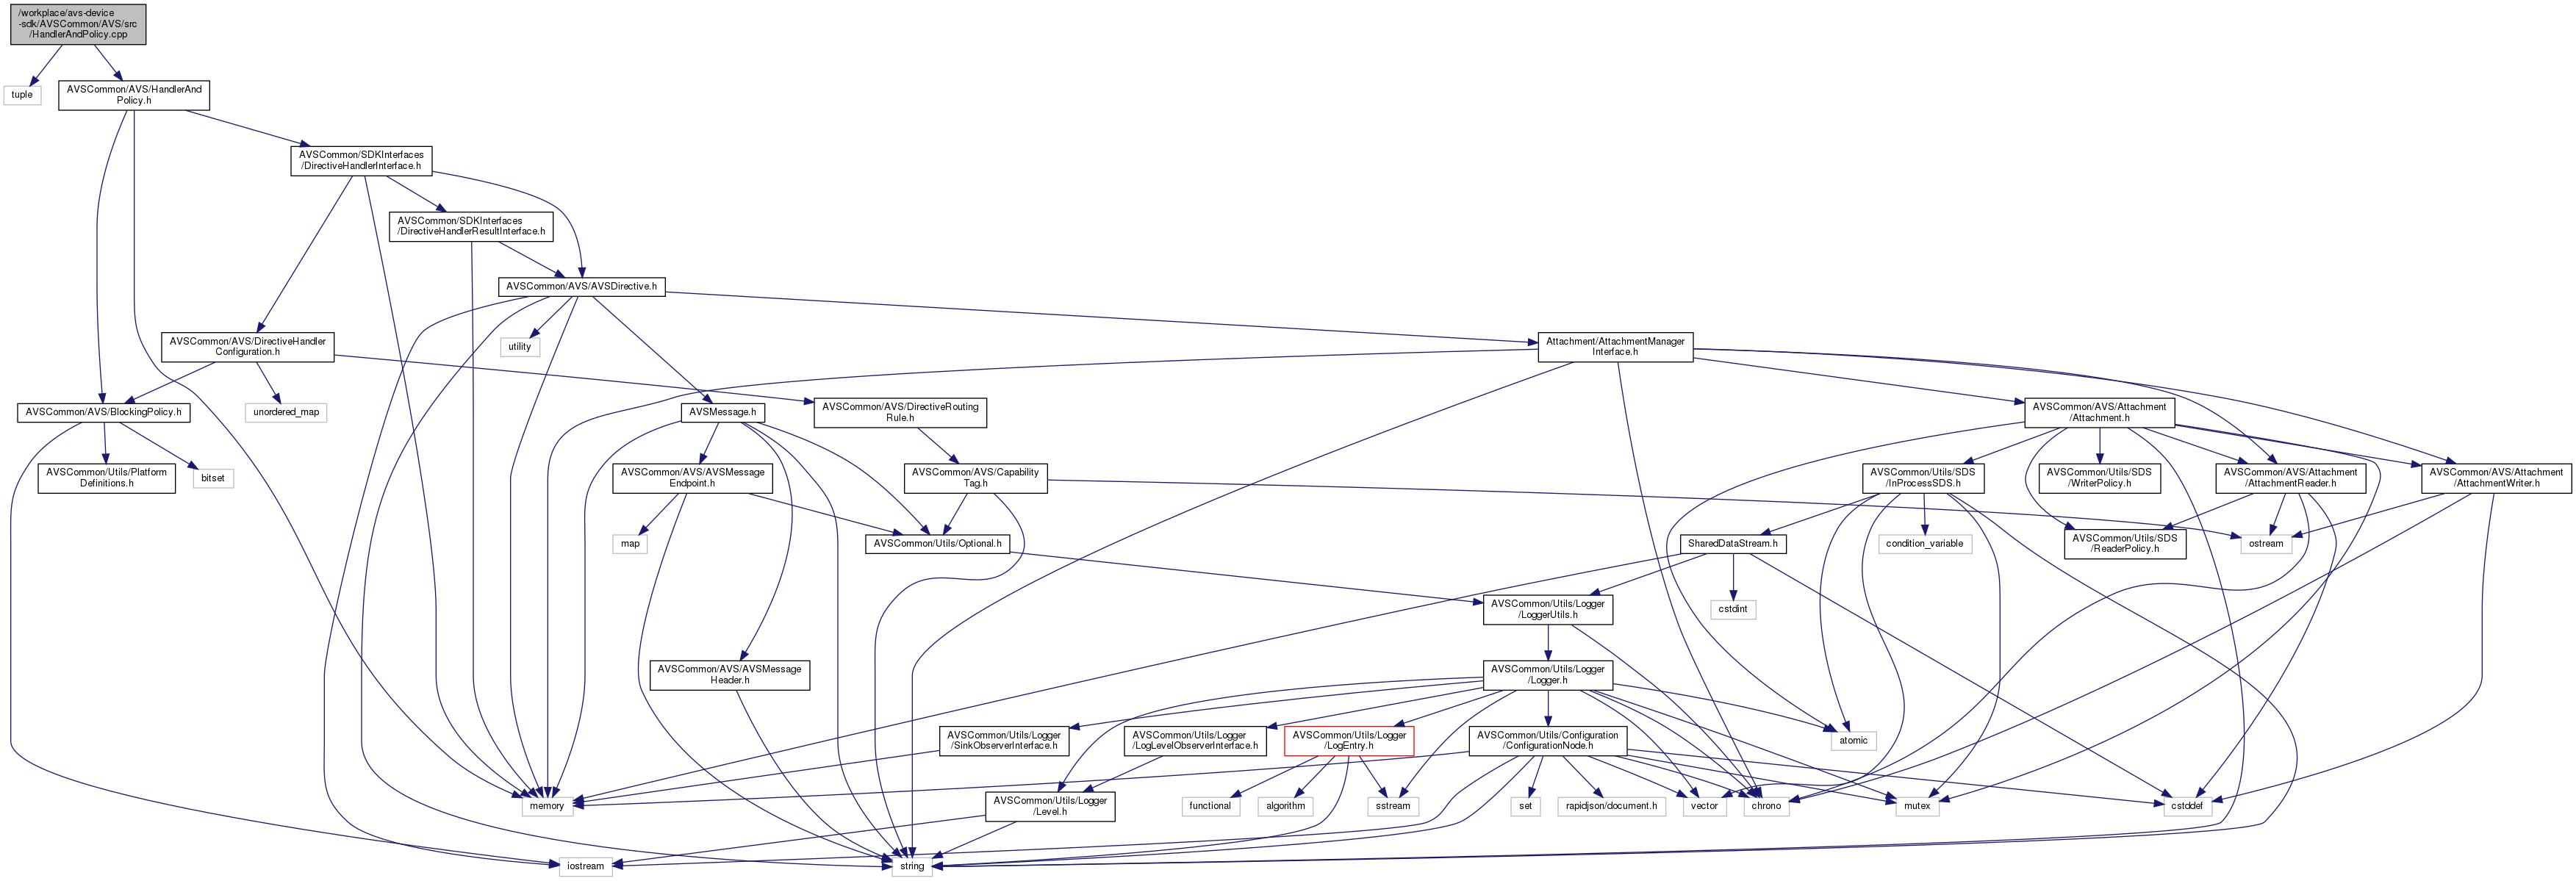 /workplace/avs-device
-sdk/AVSCommon/AVS/src
/HandlerAndPolicy.cpp
tuple
AVSCommon/AVS/HandlerAnd
Policy.h
AVSCommon/SDKInterfaces
/DirectiveHandlerInterface.h
AVSCommon/SDKInterfaces
/DirectiveHandlerResultInterface.h
AVSCommon/AVS/AVSDirective.h
AVSCommon/AVS/DirectiveHandler
Configuration.h
utility
Attachment/AttachmentManager
Interface.h
AVSCommon/AVS/BlockingPolicy.h
unordered_map
AVSMessage.h
AVSCommon/AVS/DirectiveRouting
Rule.h
AVSCommon/AVS/Attachment
/Attachment.h
AVSCommon/Utils/Platform
Definitions.h
bitset
AVSCommon/AVS/AVSMessage
Endpoint.h
AVSCommon/AVS/Capability
Tag.h
AVSCommon/Utils/SDS
/InProcessSDS.h
AVSCommon/Utils/SDS
/WriterPolicy.h
AVSCommon/AVS/Attachment
/AttachmentReader.h
AVSCommon/AVS/Attachment
/AttachmentWriter.h
map
AVSCommon/Utils/Optional.h
SharedDataStream.h
condition_variable
AVSCommon/Utils/SDS
/ReaderPolicy.h
ostream
AVSCommon/Utils/Logger
/LoggerUtils.h
cstdint
AVSCommon/AVS/AVSMessage
Header.h
AVSCommon/Utils/Logger
/Logger.h
AVSCommon/Utils/Logger
/SinkObserverInterface.h
AVSCommon/Utils/Logger
/LogLevelObserverInterface.h
AVSCommon/Utils/Logger
/LogEntry.h
AVSCommon/Utils/Configuration
/ConfigurationNode.h
atomic
memory
AVSCommon/Utils/Logger
/Level.h
functional
algorithm
sstream
set
rapidjson/document.h
vector
chrono
mutex
cstddef
iostream
string